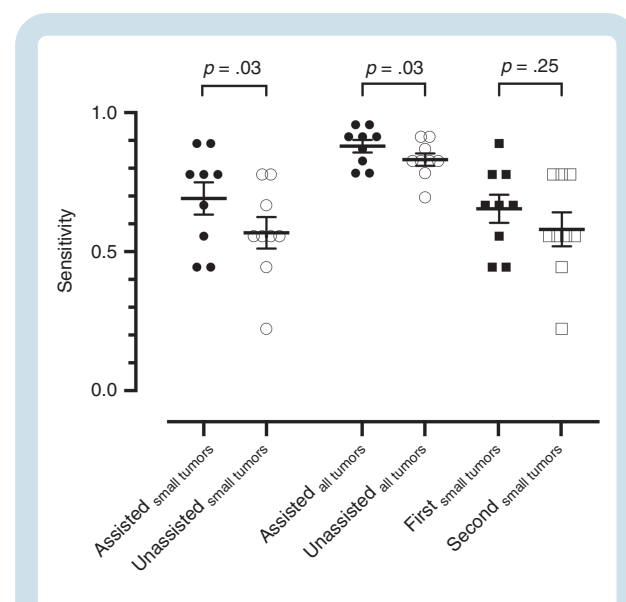 p = .03
p = .03
p = .25
1.0
0.5
0.0
Sensitivity
Assisted small tumors
Unassisted small tumors
Assisted all tumors
Unassisted all tumors
First small tumors
Second small tumors